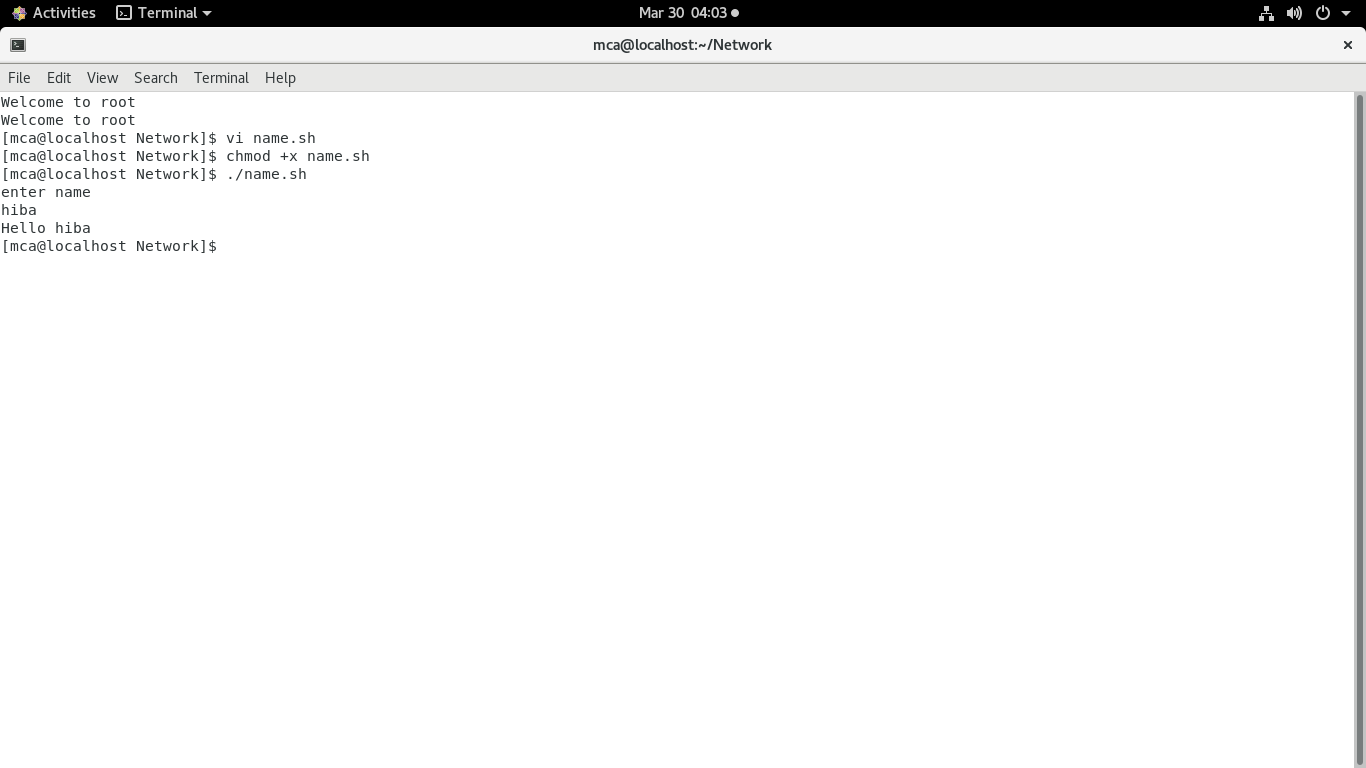 Activities Terminal Mar 30 04:03
mca@localhost:~/Network
File Edit View Search Terminal Help
Welcome to root
Welcome to root
[mca@localhost Network]$ vi name.sh
[mca@localhost Network]$ chmod +x name.sh
[mca@localhost Network]$ ./name.sh
enter name
hiba
Hello hiba
[mca@localhost Network]$